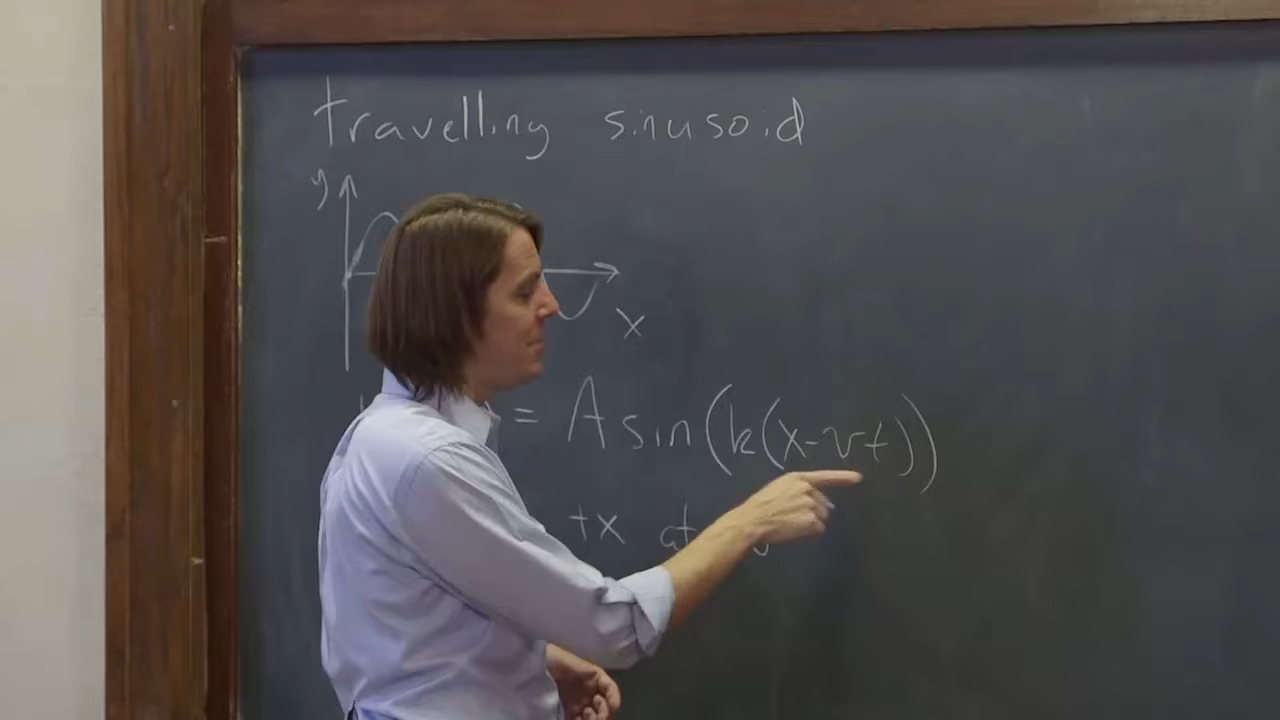 travelling sinusoid
y
x
= A sin(k(x-vt))
+x at